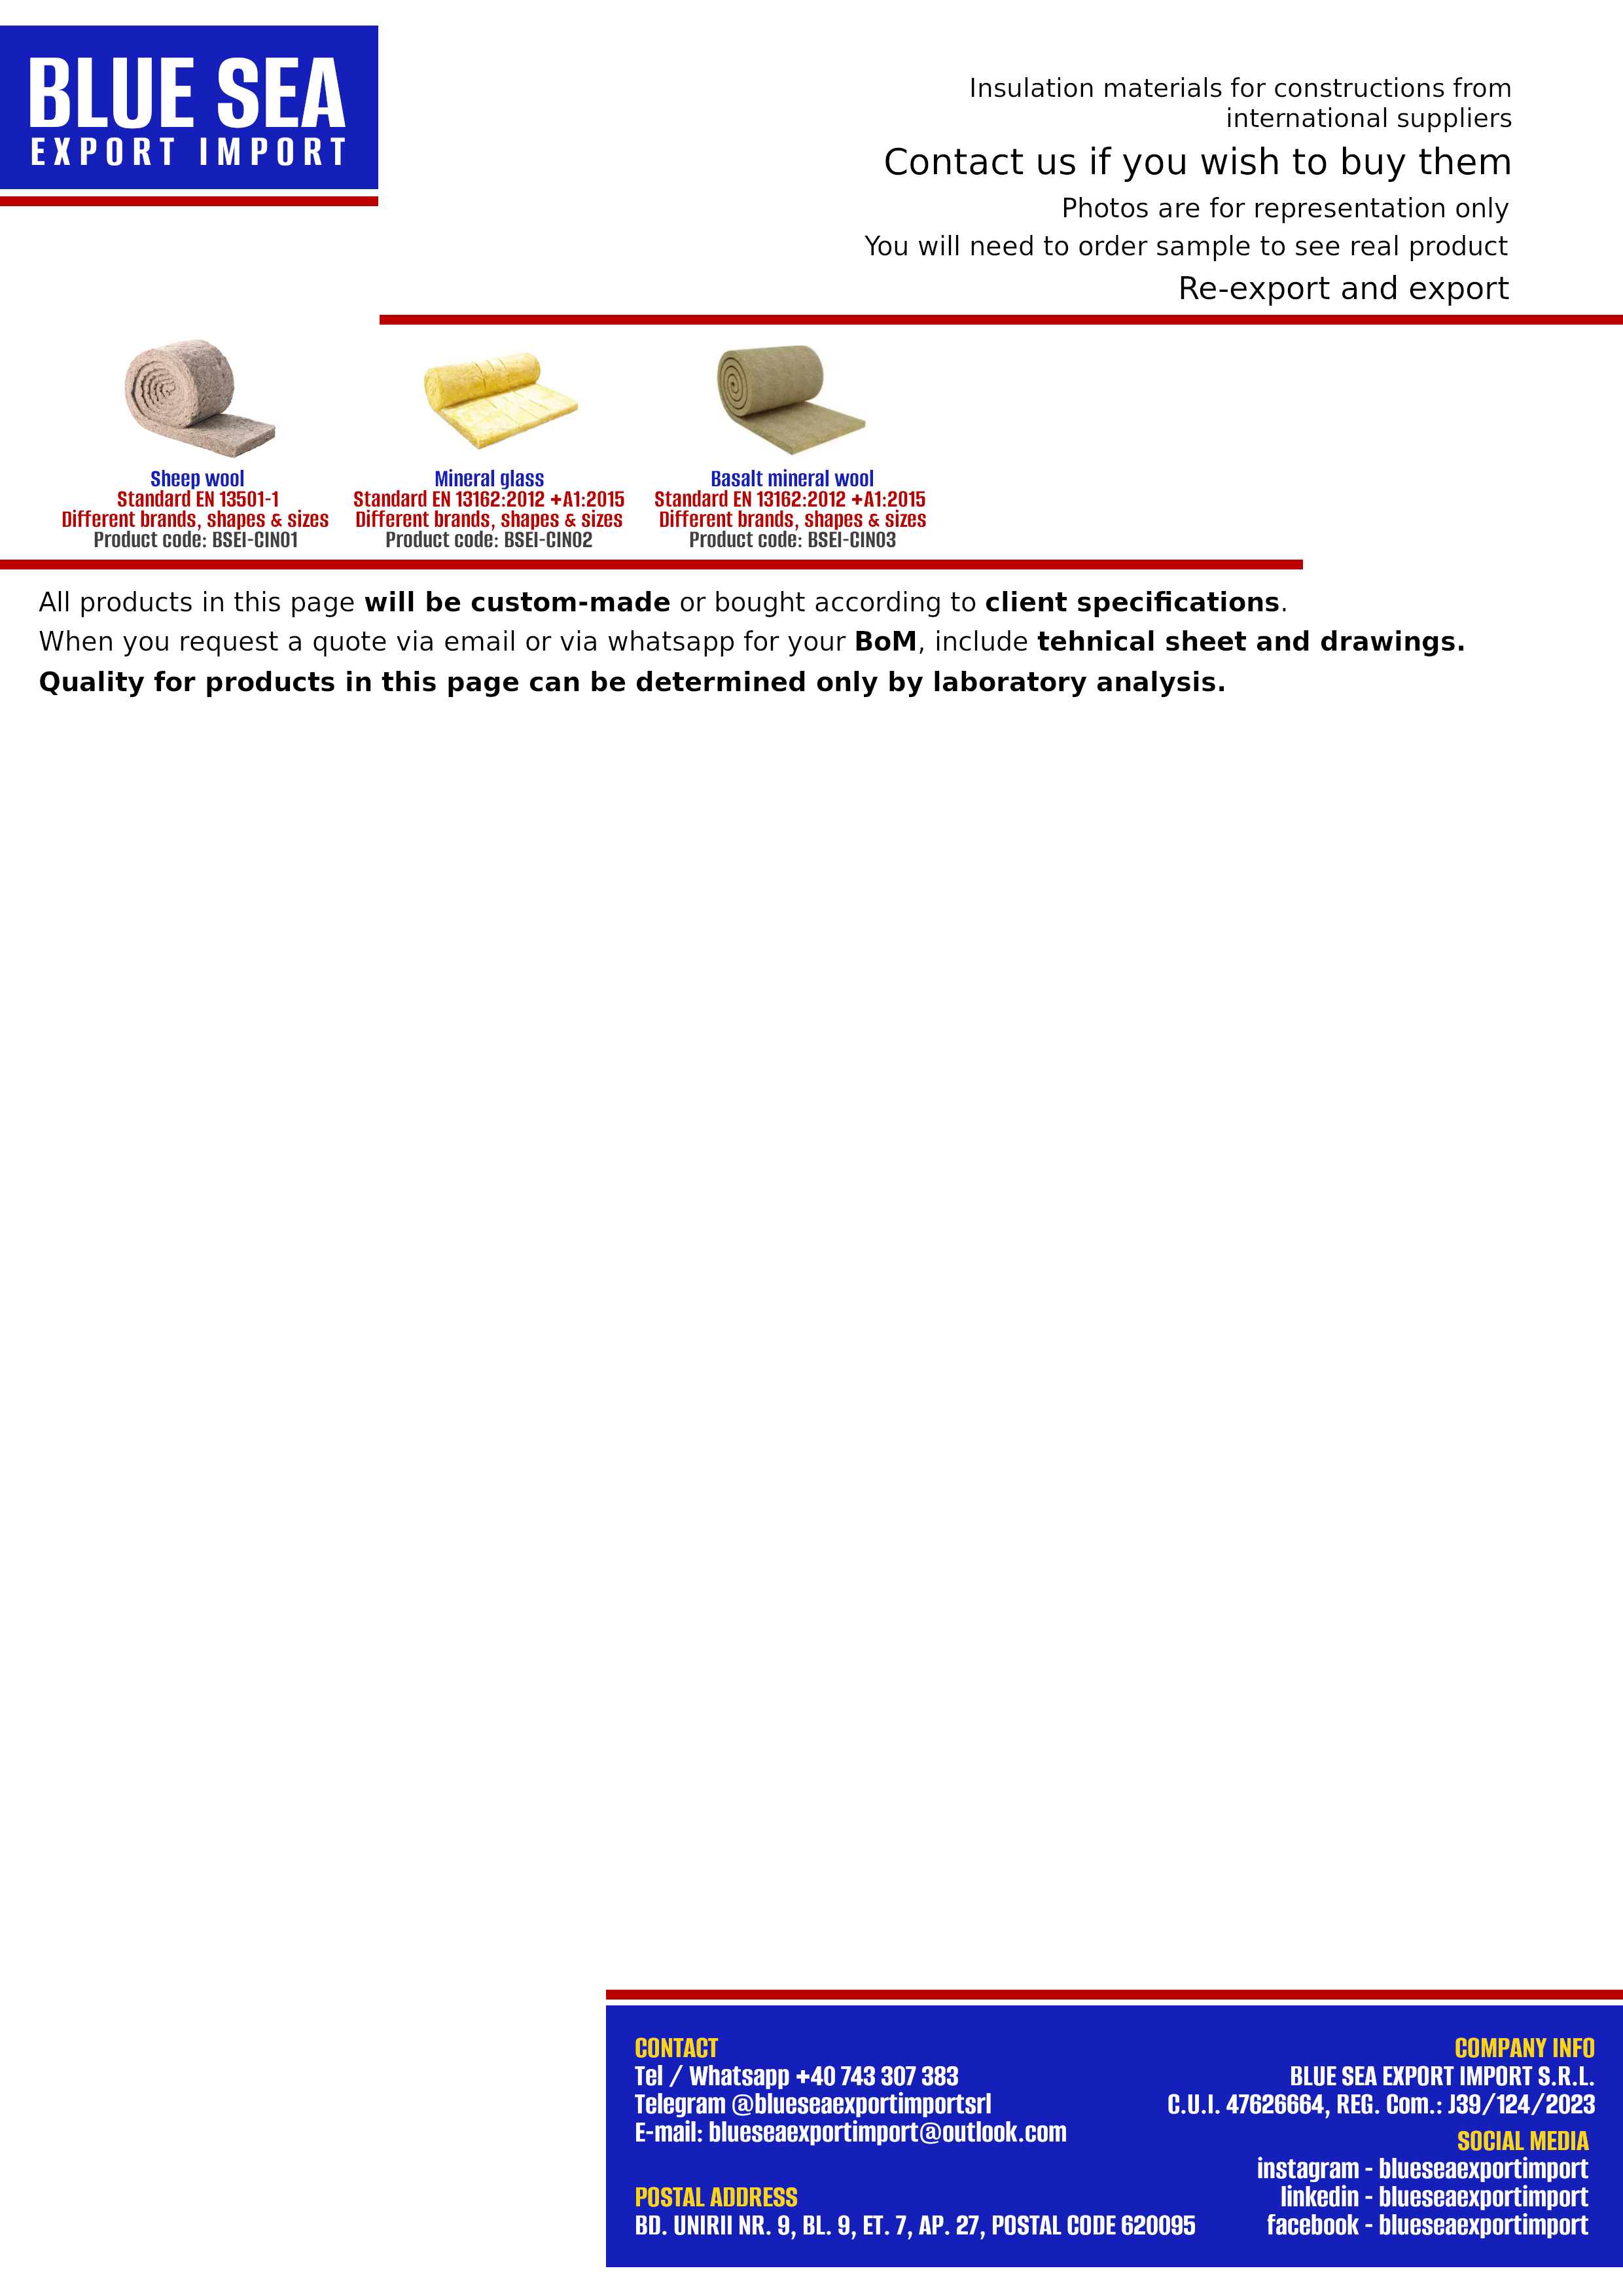 BLUE SEA
EXPORT IMPORT
Insulation materials for constructions from
international suppliers
Contact us if you wish to buy them
Photos are for representation only
You will need to order sample to see real product
Re-export and export
Sheep wool
Standard EN 13501-1
Different brands, shapes & sizes
Product code: BSEI-CIN01
Mineral glass
Standard EN 13162:2012 +A1:2015
Different brands, shapes & sizes
Product code: BSEI-CIN02
Basalt mineral wool
Standard EN 13162:2012 +A1:2015
Different brands, shapes & sizes
Product code: BSEI-CIN03
All products in this page will be custom-made or bought according to client specifications.
When you request a quote via email or via whatsapp for your BoM, include tehnical sheet and drawings.
Quality for products in this page can be determined only by laboratory analysis.
CONTACT
Tel / Whatsapp +40 743 307 383
Telegram @blueseaexportimportsrl
E-mail: blueseaexportimport@outlook.com
POSTAL ADDRESS
BD. UNIRII NR. 9, BL. 9, ET. 7, AP. 27, POSTAL CODE 620095
COMPANY INFO
BLUE SEA EXPORT IMPORT S.R.L.
C.U.I. 47626664, REG. Com.: J39/124/2023
SOCIAL MEDIA
instagram - blueseaexportimport
linkedin - blueseaexportimport
facebook - blueseaexportimport